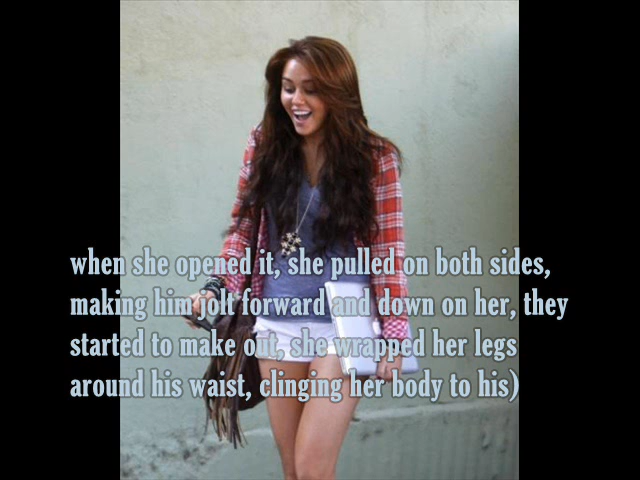 when she opened it, she pulled on both sides,
making him jolt forward and down on her, they
started to make out, she wrapped her legs
around his waist, clinging her body to his)